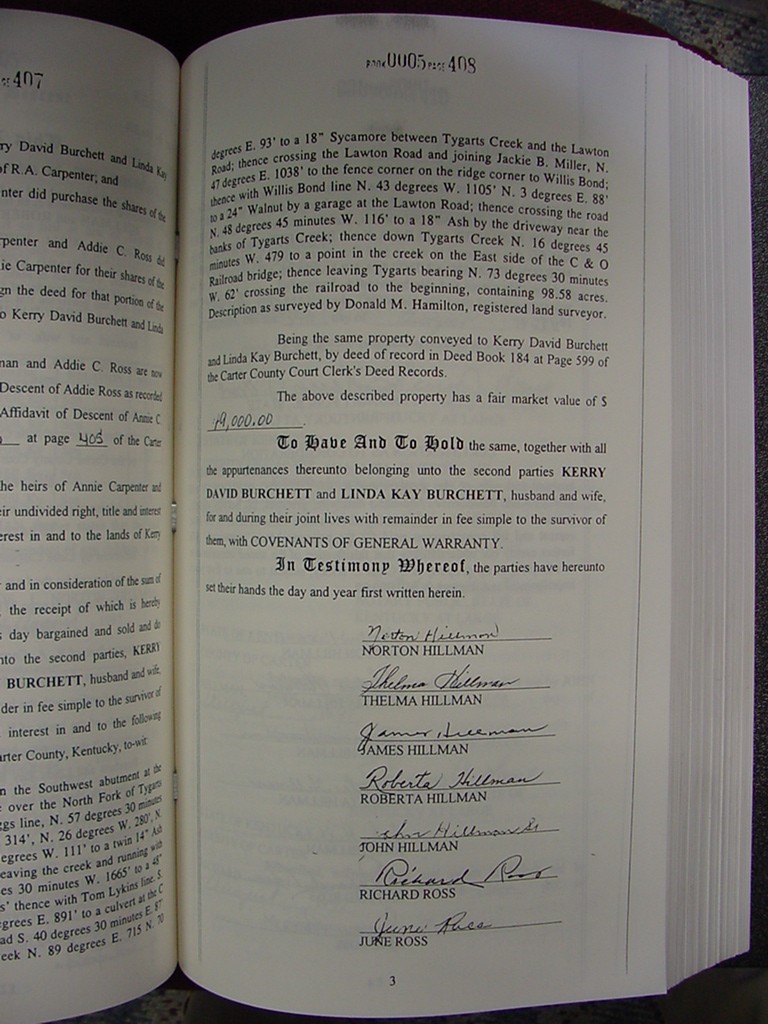 407
ry David Burchett and Linda Kay
of R.A. Carpenter; and
nter did purchase the shares of the
rpenter and Addie C. Ross did
ie Carpenter for their shares of the
gn the deed for that portion of the
o Kerry David Burchett and Linda
man and Addie C. Ross are now
Descent of Addie Ross as recorded
Affidavit of Descent of Annie C
at page 403 of the Carter
he heirs of Annie Carpenter and
eir undivided right, title and interest
erest in and to the lands of Kerry
and in consideration of the sum of
the receipt of which is hereby
s day bargained and sold and do
nto the second parties, KERRY
BURCHETT, husband and wife,
der in fee simple to the survivor of
interest in and to the following
arter County, Kentucky, to-wit:
n the Southwest abutment at the
over the North Fork of Tygarts
ggs line, N. 57 degrees 30 minutes
314', N. 26 degrees W. 280', N.
egrees W. 111' to a twin 14" Ash
eaving the creek and running with
es 30 minutes W. 1665' to a 48"
s' thence with Tom Lykins line S.
grees E. 891' to a culvert at the C
ad S. 40 degrees 30 minutes E. 87'
eek N. 89 degrees E. 715 N. 70
BOOK 0005 PAGE 408
degrees E. 93' to a 18" Sycamore between Tygarts Creek and the Lawton
Road; thence crossing the Lawton Road and joining Jackie B. Miller, N.
47 degrees E. 1038' to the fence corner on the ridge corner to Willis Bond;
thence with Willis Bond line N. 43 degrees W. 1105' N. 3 degrees E. 88'
to a 24" Walnut by a garage at the Lawton Road; thence crossing the road
N. 48 degrees 45 minutes W. 116' to a 18" Ash by the driveway near the
banks of Tygarts Creek; thence down Tygarts Creek N. 16 degrees 45
minutes W. 479 to a point in the creek on the East side of the C & O
Railroad bridge; thence leaving Tygarts bearing N. 73 degrees 30 minutes
W. 62' crossing the railroad to the beginning, containing 98.58 acres.
Description as surveyed by Donald M. Hamilton, registered land surveyor.
Being the same property conveyed to Kerry David Burchett
and Linda Kay Burchett, by deed of record in Deed Book 184 at Page 599 of
the Carter County Court Clerk's Deed Records.
The above described property has a fair market value of $
49,000.00.
To Have And To Hold the same, together with all
the appurtenances thereunto belonging unto the second parties KERRY
DAVID BURCHETT and LINDA KAY BURCHETT, husband and wife,
for and during their joint lives with remainder in fee simple to the survivor of
them, with COVENANTS OF GENERAL WARRANTY.
In Testimony Whereof, the parties have hereunto
set their hands the day and year first written herein.
Norton Hillman
NORTON HILLMAN
Thelma Hillman
THELMA HILLMAN
James Hillman
JAMES HILLMAN
Roberta Hillman
ROBERTA HILLMAN
John Hillman Sr
JOHN HILLMAN
Richard Ross
RICHARD ROSS
June Ross
JUNE ROSS
3